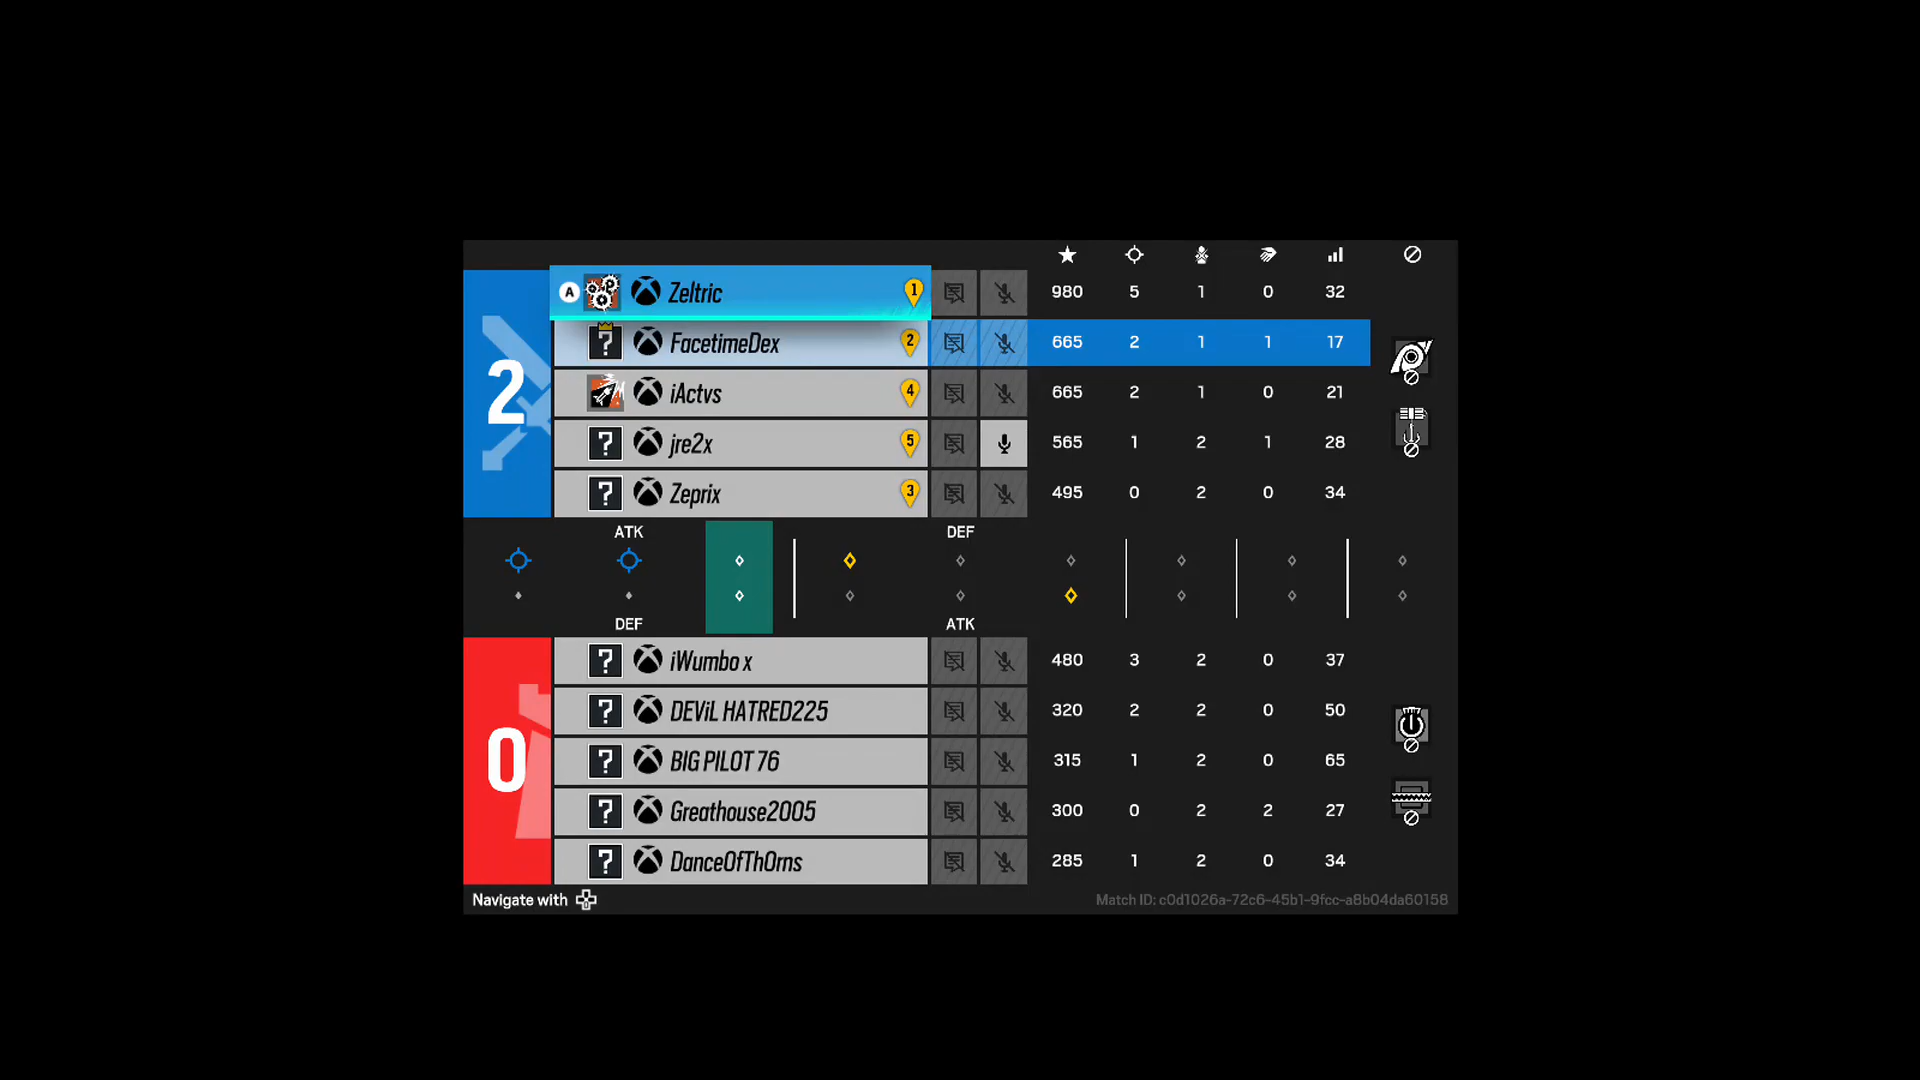 A Zeltric 1 980 5 1 0 32
? FacetimeDex 2 665 2 1 1 17
2
iActvs 4 665 2 1 0 21
? jre2x 5 565 1 2 1 28
? Zeprix 3 495 0 2 0 34
ATK DEF
DEF ATK
? iWumbo x 480 3 2 0 37
? DEViL HATRED225 320 2 2 0 50
0
? BIG PILOT 76 315 1 2 0 65
? Greathouse2005 300 0 2 2 27
? DanceOfTh0rns 285 1 2 0 34
Navigate with Match ID: c0d1026a-72c6-45b1-9fcc-a8b04da60158